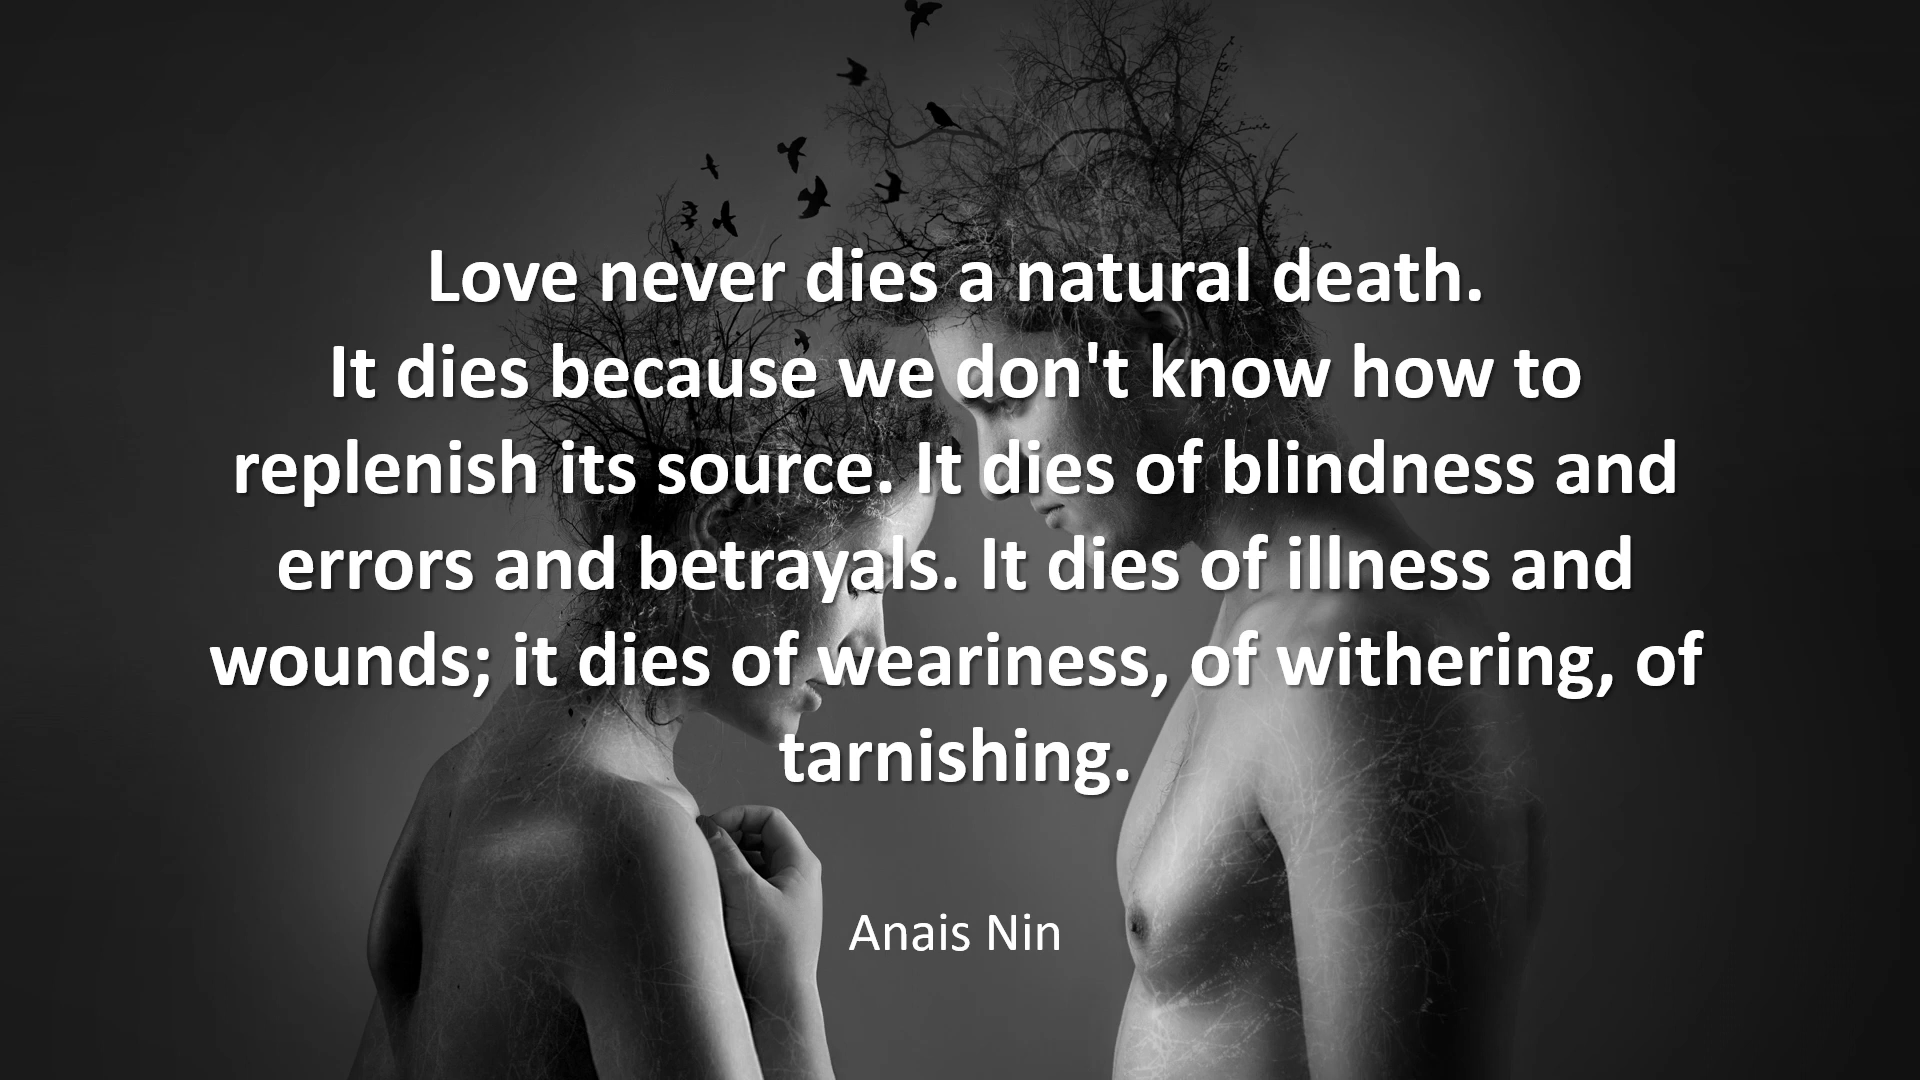 Love never dies a natural death.
It dies because we don't know how to
replenish its source. It dies of blindness and
errors and betrayals. It dies of illness and
wounds; it dies of weariness, of withering, of
tarnishing.
Anais Nin